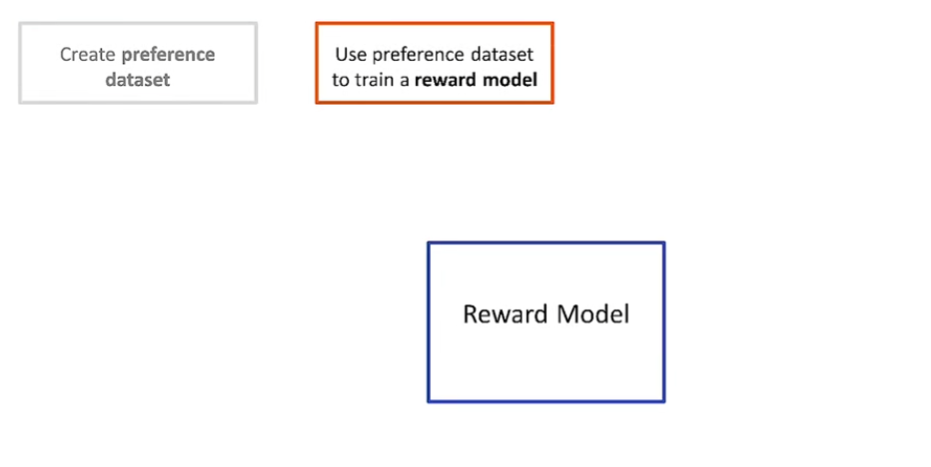 Create preference
dataset
Use preference dataset
to train a reward model
Reward Model